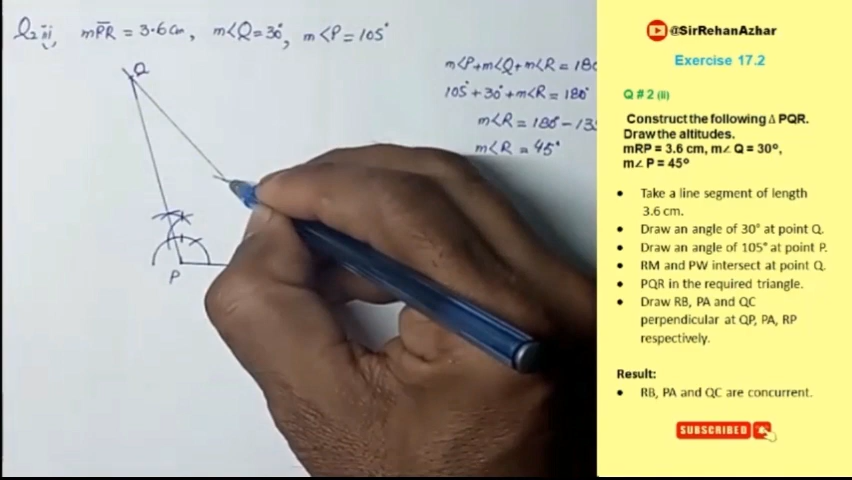 Q2 iii, mPR = 3.6 cm, m<Q = 30°, m<P = 105°
m<P + m<Q + m<R = 180
105° + 30° + m<R = 180°
m<R = 180° - 135
m<R = 45°
Q
P
@SirRehanAzhar
Exercise 17.2
Q # 2 (ii)
Construct the following Δ PQR.
Draw the altitudes.
mRP = 3.6 cm, m∠ Q = 30º,
m∠ P = 45º
• Take a line segment of length
3.6 cm.
• Draw an angle of 30° at point Q.
• Draw an angle of 105° at point P.
• RM and PW intersect at point Q.
• PQR in the required triangle.
• Draw RB, PA and QC
perpendicular at QP, PA, RP
respectively.
Result:
• RB, PA and QC are concurrent.
SUBSCRIBED